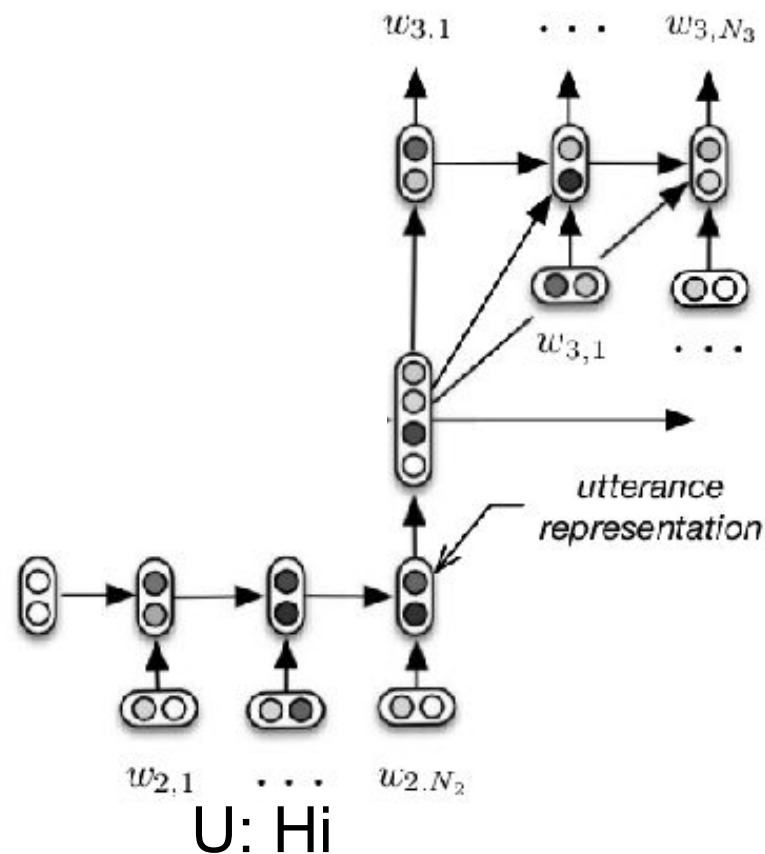 w3.1 . . . w3,N3
w3,1 . . .
utterance
representation
w2,1 . . . w2.N2
U: Hi